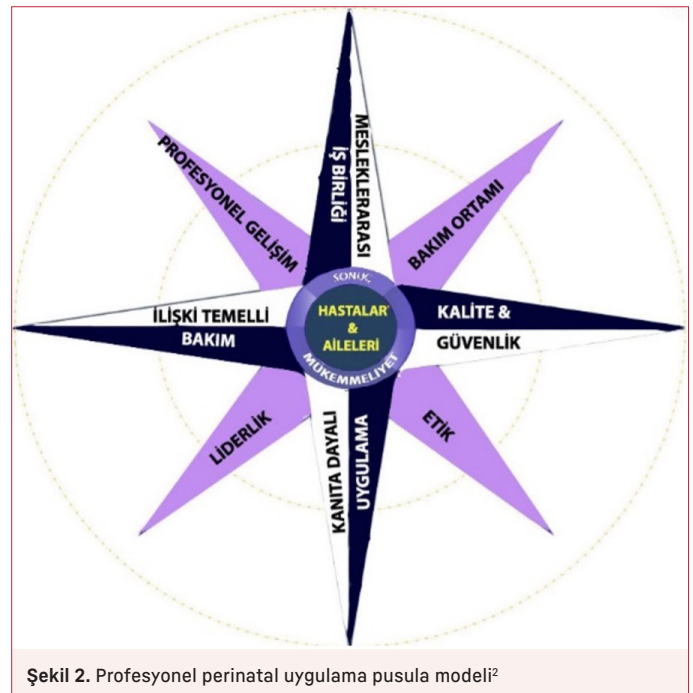 MESLEKLERARASI
İŞ BİRLİĞİ
PROFESYONEL GELİŞİM
BAKIM ORTAMI
İLİŞKİ TEMELLİ
BAKIM
SONUÇ
HASTALAR
&
AİLELERİ
MÜKEMMELİYET
KALİTE &
GÜVENLİK
LİDERLİK
KANITA DAYALI
UYGULAMA
ETİK
Şekil 2. Profesyonel perinatal uygulama pusula modeli²